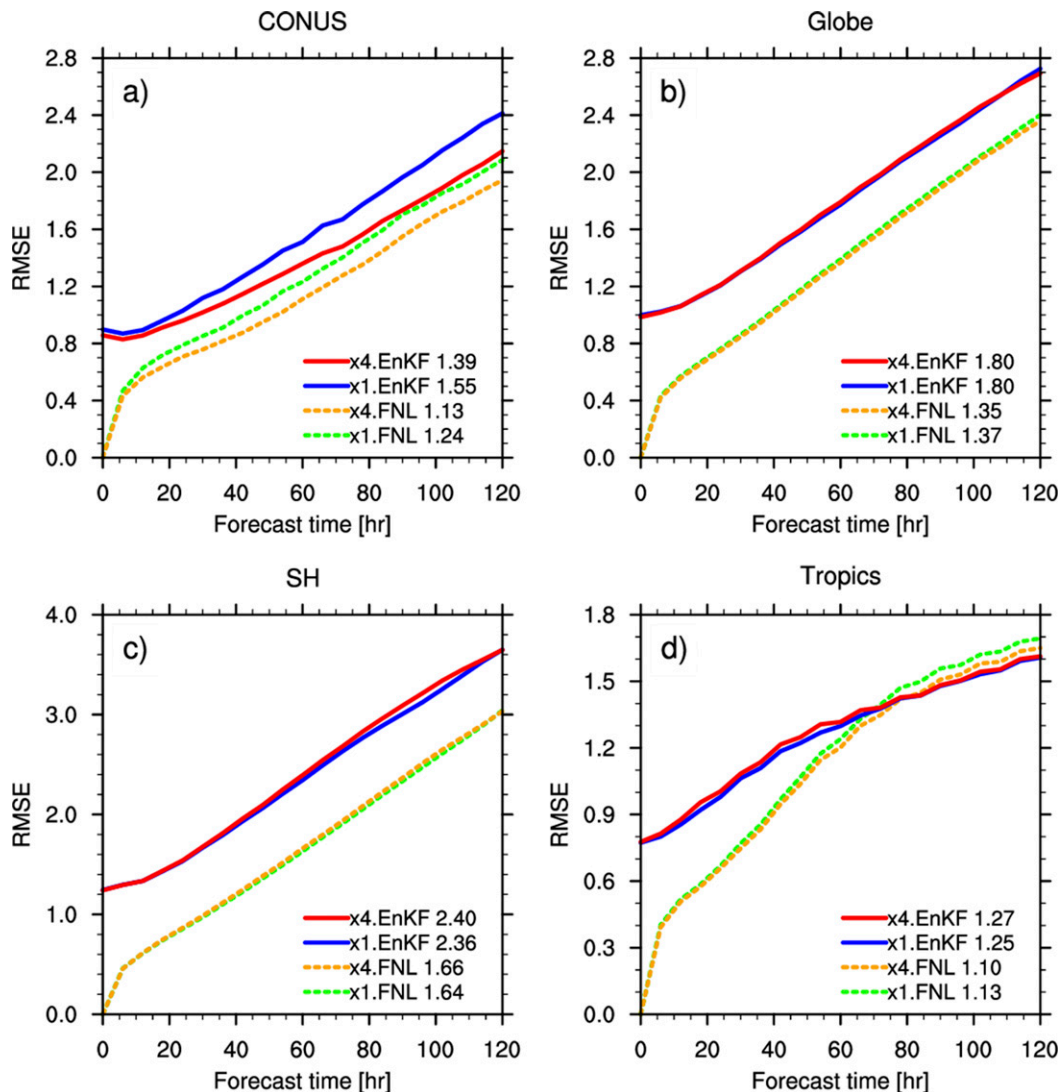 CONUS
a)
RMSE
2.8
2.4
2.0
1.6
1.2
0.8
0.4
0.0
x4.EnKF 1.39
x1.EnKF 1.55
x4.FNL 1.13
x1.FNL 1.24
0 20 40 60 80 100 120
Forecast time [hr]
Globe
b)
RMSE
2.8
2.4
2.0
1.6
1.2
0.8
0.4
0.0
x4.EnKF 1.80
x1.EnKF 1.80
x4.FNL 1.35
x1.FNL 1.37
0 20 40 60 80 100 120
Forecast time [hr]
SH
c)
RMSE
4.0
3.0
2.0
1.0
0.0
x4.EnKF 2.40
x1.EnKF 2.36
x4.FNL 1.66
x1.FNL 1.64
0 20 40 60 80 100 120
Forecast time [hr]
Tropics
d)
RMSE
1.8
1.5
1.2
0.9
0.6
0.3
0.0
x4.EnKF 1.27
x1.EnKF 1.25
x4.FNL 1.10
x1.FNL 1.13
0 20 40 60 80 100 120
Forecast time [hr]